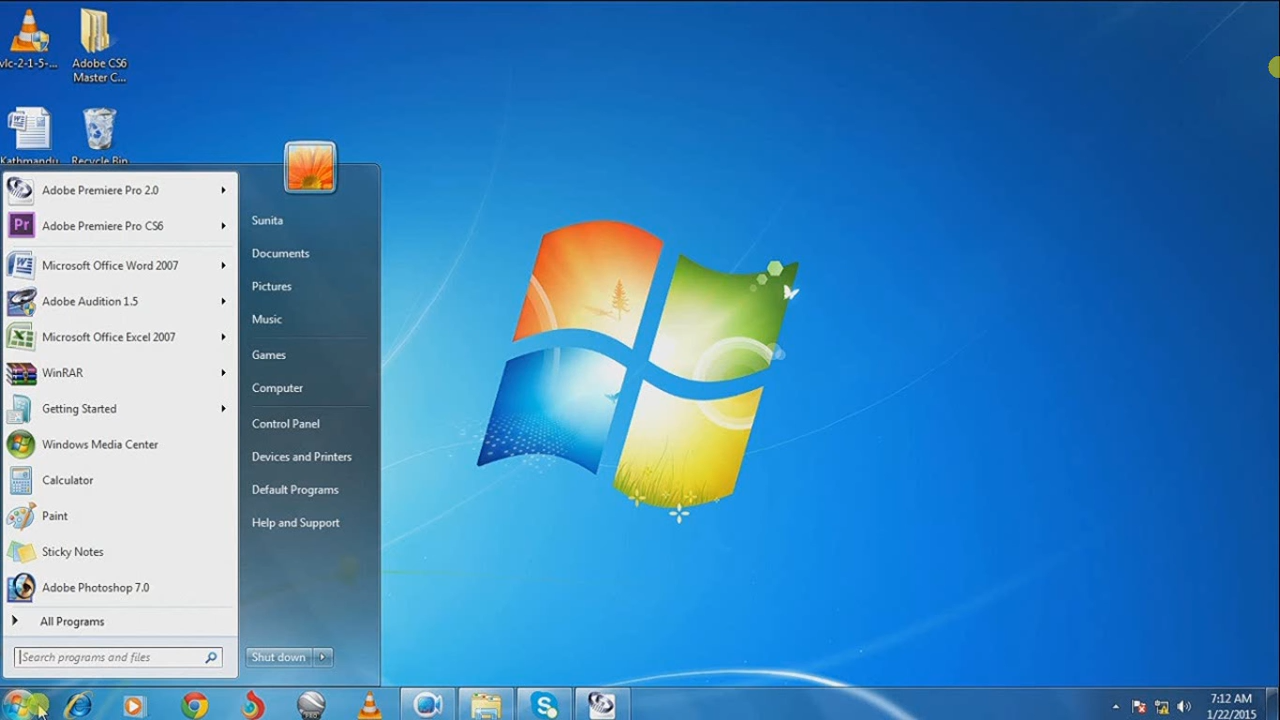 vlc-2-1-5-...
Adobe CS6
Master C...
Kathmandu
Recycle Bin
Adobe Premiere Pro 2.0
Pr
Adobe Premiere Pro CS6
Microsoft Office Word 2007
Adobe Audition 1.5
Microsoft Office Excel 2007
WinRAR
Getting Started
Windows Media Center
Calculator
Paint
Sticky Notes
Adobe Photoshop 7.0
All Programs
Search programs and files
Sunita
Documents
Pictures
Music
Games
Computer
Control Panel
Devices and Printers
Default Programs
Help and Support
Shut down
7:12 AM
1/22/2015